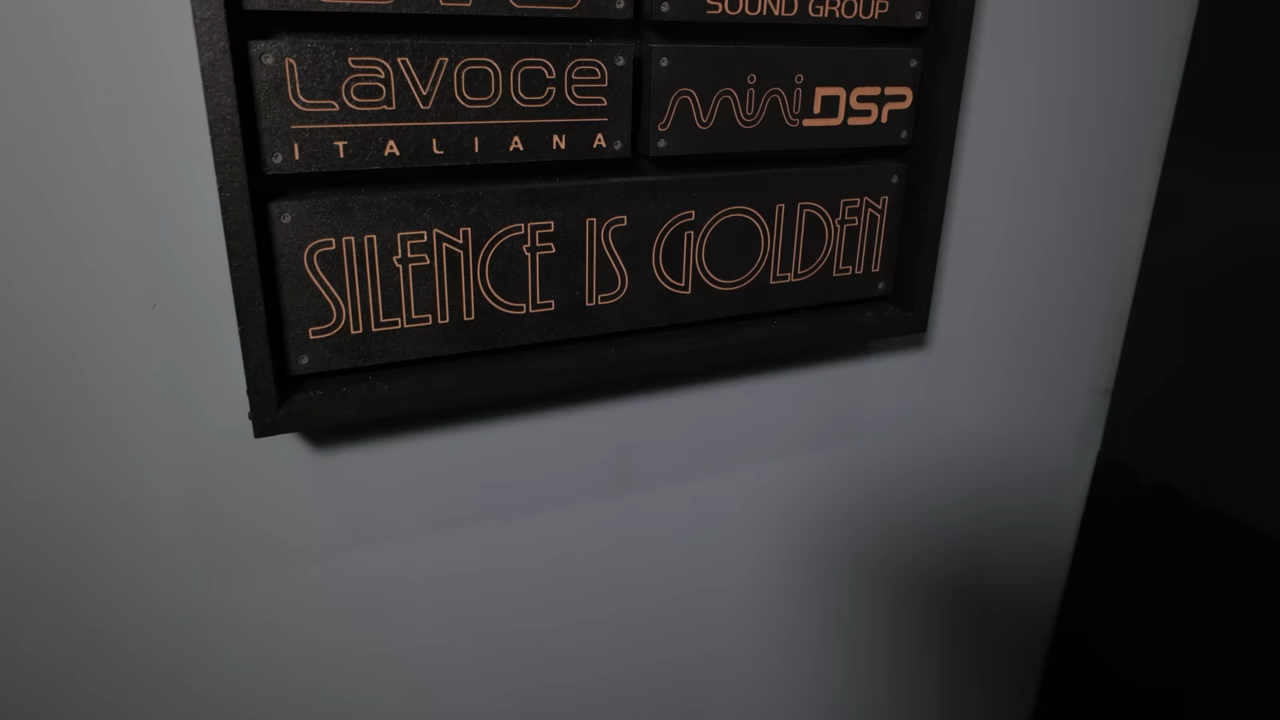 SOUND GROUP
Lavoce
ITALIANA
miniDSP
SILENCE IS GOLDEN